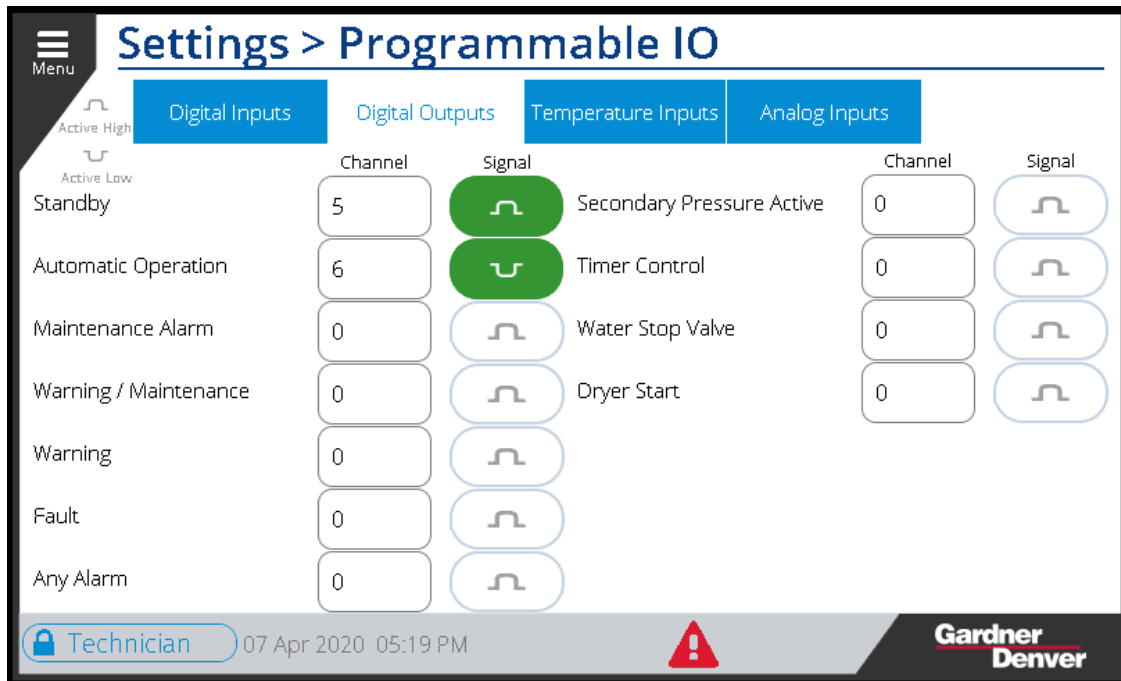 Menu
Settings > Programmable IO
Active High
Active Low
Digital Inputs
Digital Outputs
Temperature Inputs
Analog Inputs
Channel Signal Channel Signal
Standby 5 Secondary Pressure Active 0
Automatic Operation 6 Timer Control 0
Maintenance Alarm 0 Water Stop Valve 0
Warning / Maintenance 0 Dryer Start 0
Warning 0
Fault 0
Any Alarm 0
Technician 07 Apr 2020 05:19 PM
Gardner
Denver